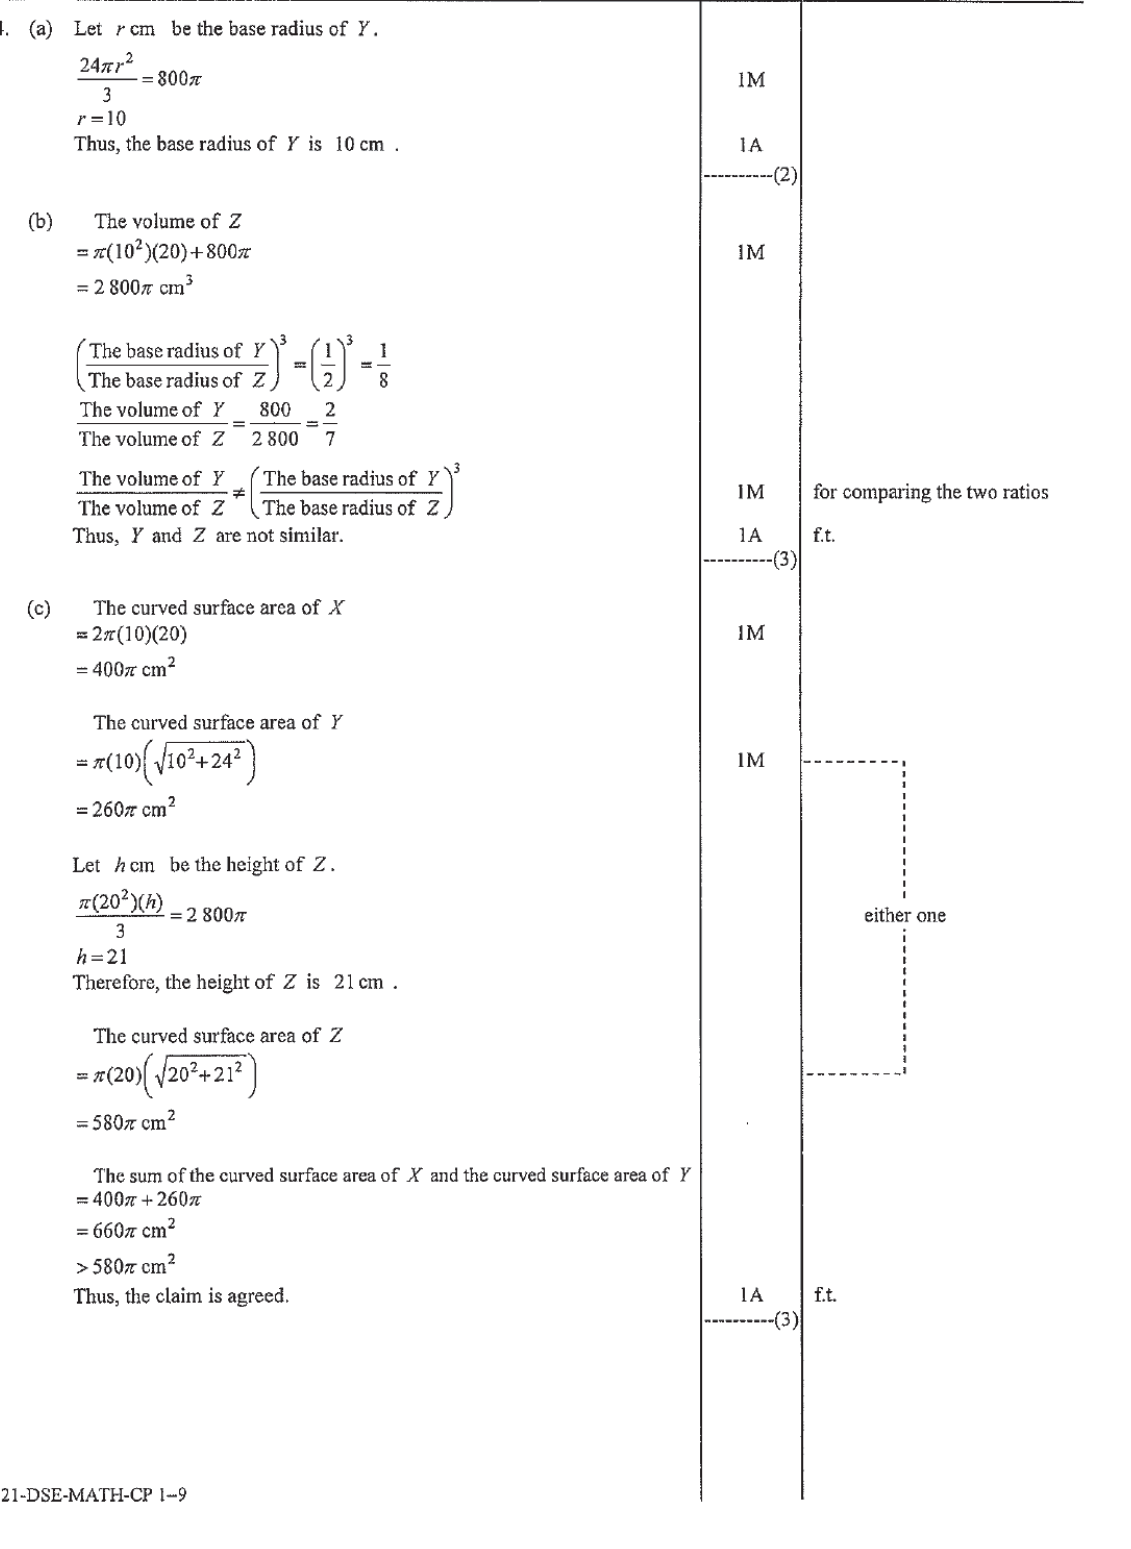 (a) Let r cm be the base radius of Y.
24πr²/3 = 800π 1M
r = 10
Thus, the base radius of Y is 10 cm . 1A
-----------(2)
(b) The volume of Z
= π(10²)(20)+800π 1M
= 2 800π cm³
(The base radius of Y/The base radius of Z)³ = (1/2)³ = 1/8
The volume of Y/The volume of Z = 800/2 800 = 2/7
The volume of Y/The volume of Z ≠ (The base radius of Y/The base radius of Z)³ 1M for comparing the two ratios
Thus, Y and Z are not similar. 1A f.t.
-----------(3)
(c) The curved surface area of X
= 2π(10)(20) 1M
= 400π cm²
The curved surface area of Y
= π(10)(√(10²+24²)) 1M
= 260π cm²
Let h cm be the height of Z.
π(20²)(h)/3 = 2 800π either one
h = 21
Therefore, the height of Z is 21 cm .
The curved surface area of Z
= π(20)(√(20²+21²))
= 580π cm²
The sum of the curved surface area of X and the curved surface area of Y
= 400π + 260π
= 660π cm²
> 580π cm²
Thus, the claim is agreed. 1A f.t.
-----------(3)
21-DSE-MATH-CP 1–9